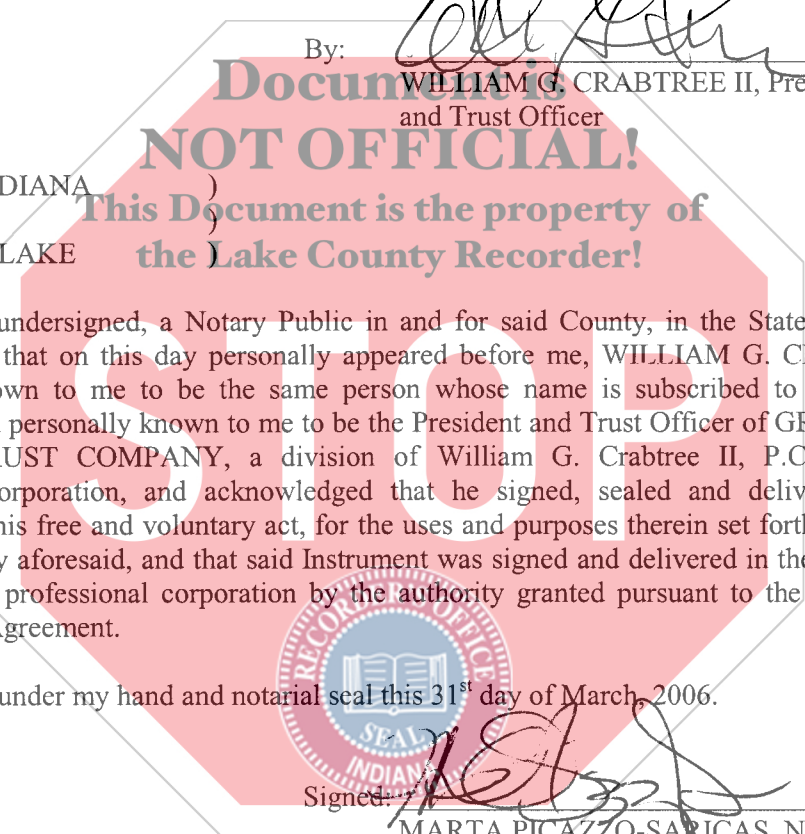 By:
Document is
WILLIAM G. CRABTREE II, Pre
and Trust Officer
NOT OFFICIAL!
DIANA )
This Document is the property of
)
LAKE )
the Lake County Recorder!
undersigned, a Notary Public in and for said County, in the State
that on this day personally appeared before me, WILLIAM G. C
own to me to be the same person whose name is subscribed to
personally known to me to be the President and Trust Officer of GR
RUST COMPANY, a division of William G. Crabtree II, P.C
orporation, and acknowledged that he signed, sealed and deliv
his free and voluntary act, for the uses and purposes therein set forth
y aforesaid, and that said Instrument was signed and delivered in the
professional corporation by the authority granted pursuant to the
Agreement.
STOP
under my hand and notarial seal this 31st day of March, 2006.
RECORDER'S OFFICE
SEAL
INDIANA
Signed:
MARTA PICAZZO-SARICAS, N